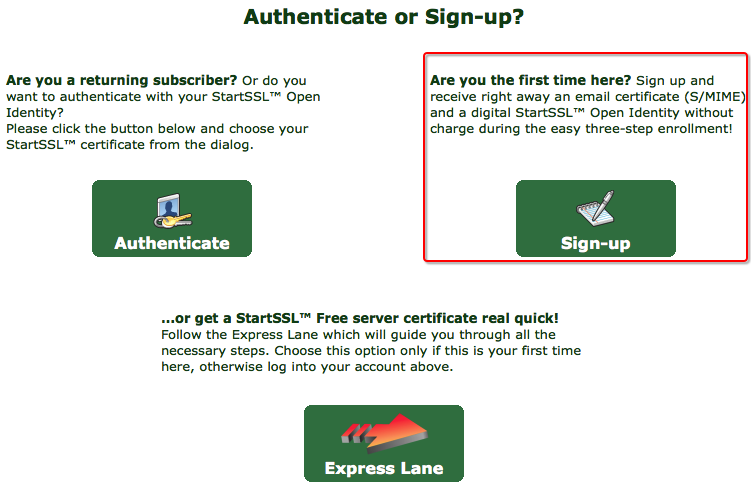 Authenticate or Sign-up?
Are you a returning subscriber? Or do you
want to authenticate with your StartSSL™ Open
Identity?
Please click the button below and choose your
StartSSL™ certificate from the dialog.
Authenticate
Are you the first time here? Sign up and
receive right away an email certificate (S/MIME)
and a digital StartSSL™ Open Identity without
charge during the easy three-step enrollment!
Sign-up
...or get a StartSSL™ Free server certificate real quick!
Follow the Express Lane which will guide you through all the
necessary steps. Choose this option only if this is your first time
here, otherwise log into your account above.
Express Lane